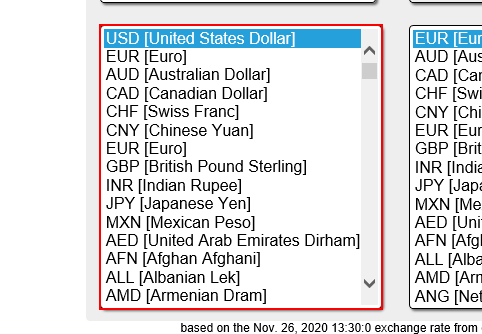 USD [United States Dollar]
EUR [Euro]
AUD [Australian Dollar]
CAD [Canadian Dollar]
CHF [Swiss Franc]
CNY [Chinese Yuan]
EUR [Euro]
GBP [British Pound Sterling]
INR [Indian Rupee]
JPY [Japanese Yen]
MXN [Mexican Peso]
AED [United Arab Emirates Dirham]
AFN [Afghan Afghani]
ALL [Albanian Lek]
AMD [Armenian Dram]
EUR [Eur
AUD [Aus
CAD [Car
CHF [Swi
CNY [Chi
EUR [Eur
GBP [Brit
INR [Indi
JPY [Japa
MXN [Me
AED [Uni
AFN [Afg
ALL [Alba
AMD [Arm
ANG [Net
based on the Nov. 26, 2020 13:30:0 exchange rate from